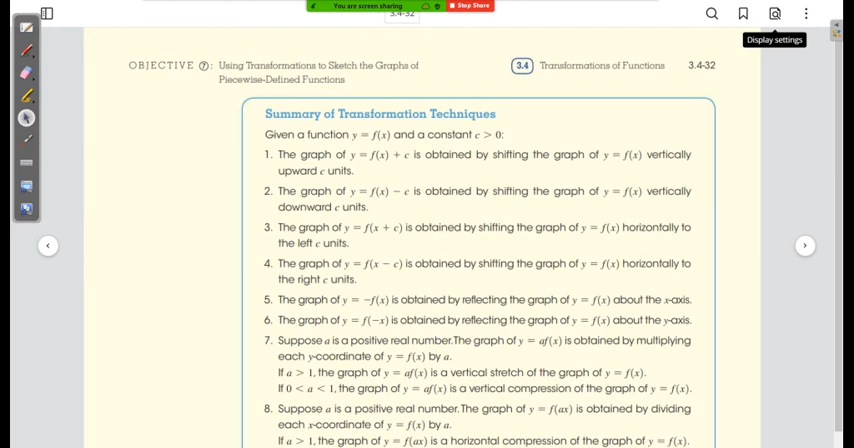 You are screen sharing
Stop Share
3.4-32
Display settings
OBJECTIVE 7: Using Transformations to Sketch the Graphs of
Piecewise-Defined Functions
3.4 Transformations of Functions 3.4-32
Summary of Transformation Techniques
Given a function y = f(x) and a constant c > 0:
1. The graph of y = f(x) + c is obtained by shifting the graph of y = f(x) vertically
upward c units.
2. The graph of y = f(x) − c is obtained by shifting the graph of y = f(x) vertically
downward c units.
3. The graph of y = f(x + c) is obtained by shifting the graph of y = f(x) horizontally to
the left c units.
4. The graph of y = f(x − c) is obtained by shifting the graph of y = f(x) horizontally to
the right c units.
5. The graph of y = −f(x) is obtained by reflecting the graph of y = f(x) about the x-axis.
6. The graph of y = f(−x) is obtained by reflecting the graph of y = f(x) about the y-axis.
7. Suppose a is a positive real number. The graph of y = af(x) is obtained by multiplying
each y-coordinate of y = f(x) by a.
If a > 1, the graph of y = af(x) is a vertical stretch of the graph of y = f(x).
If 0 < a < 1, the graph of y = af(x) is a vertical compression of the graph of y = f(x).
8. Suppose a is a positive real number. The graph of y = f(ax) is obtained by dividing
each x-coordinate of y = f(x) by a.
If a > 1, the graph of y = f(ax) is a horizontal compression of the graph of y = f(x).